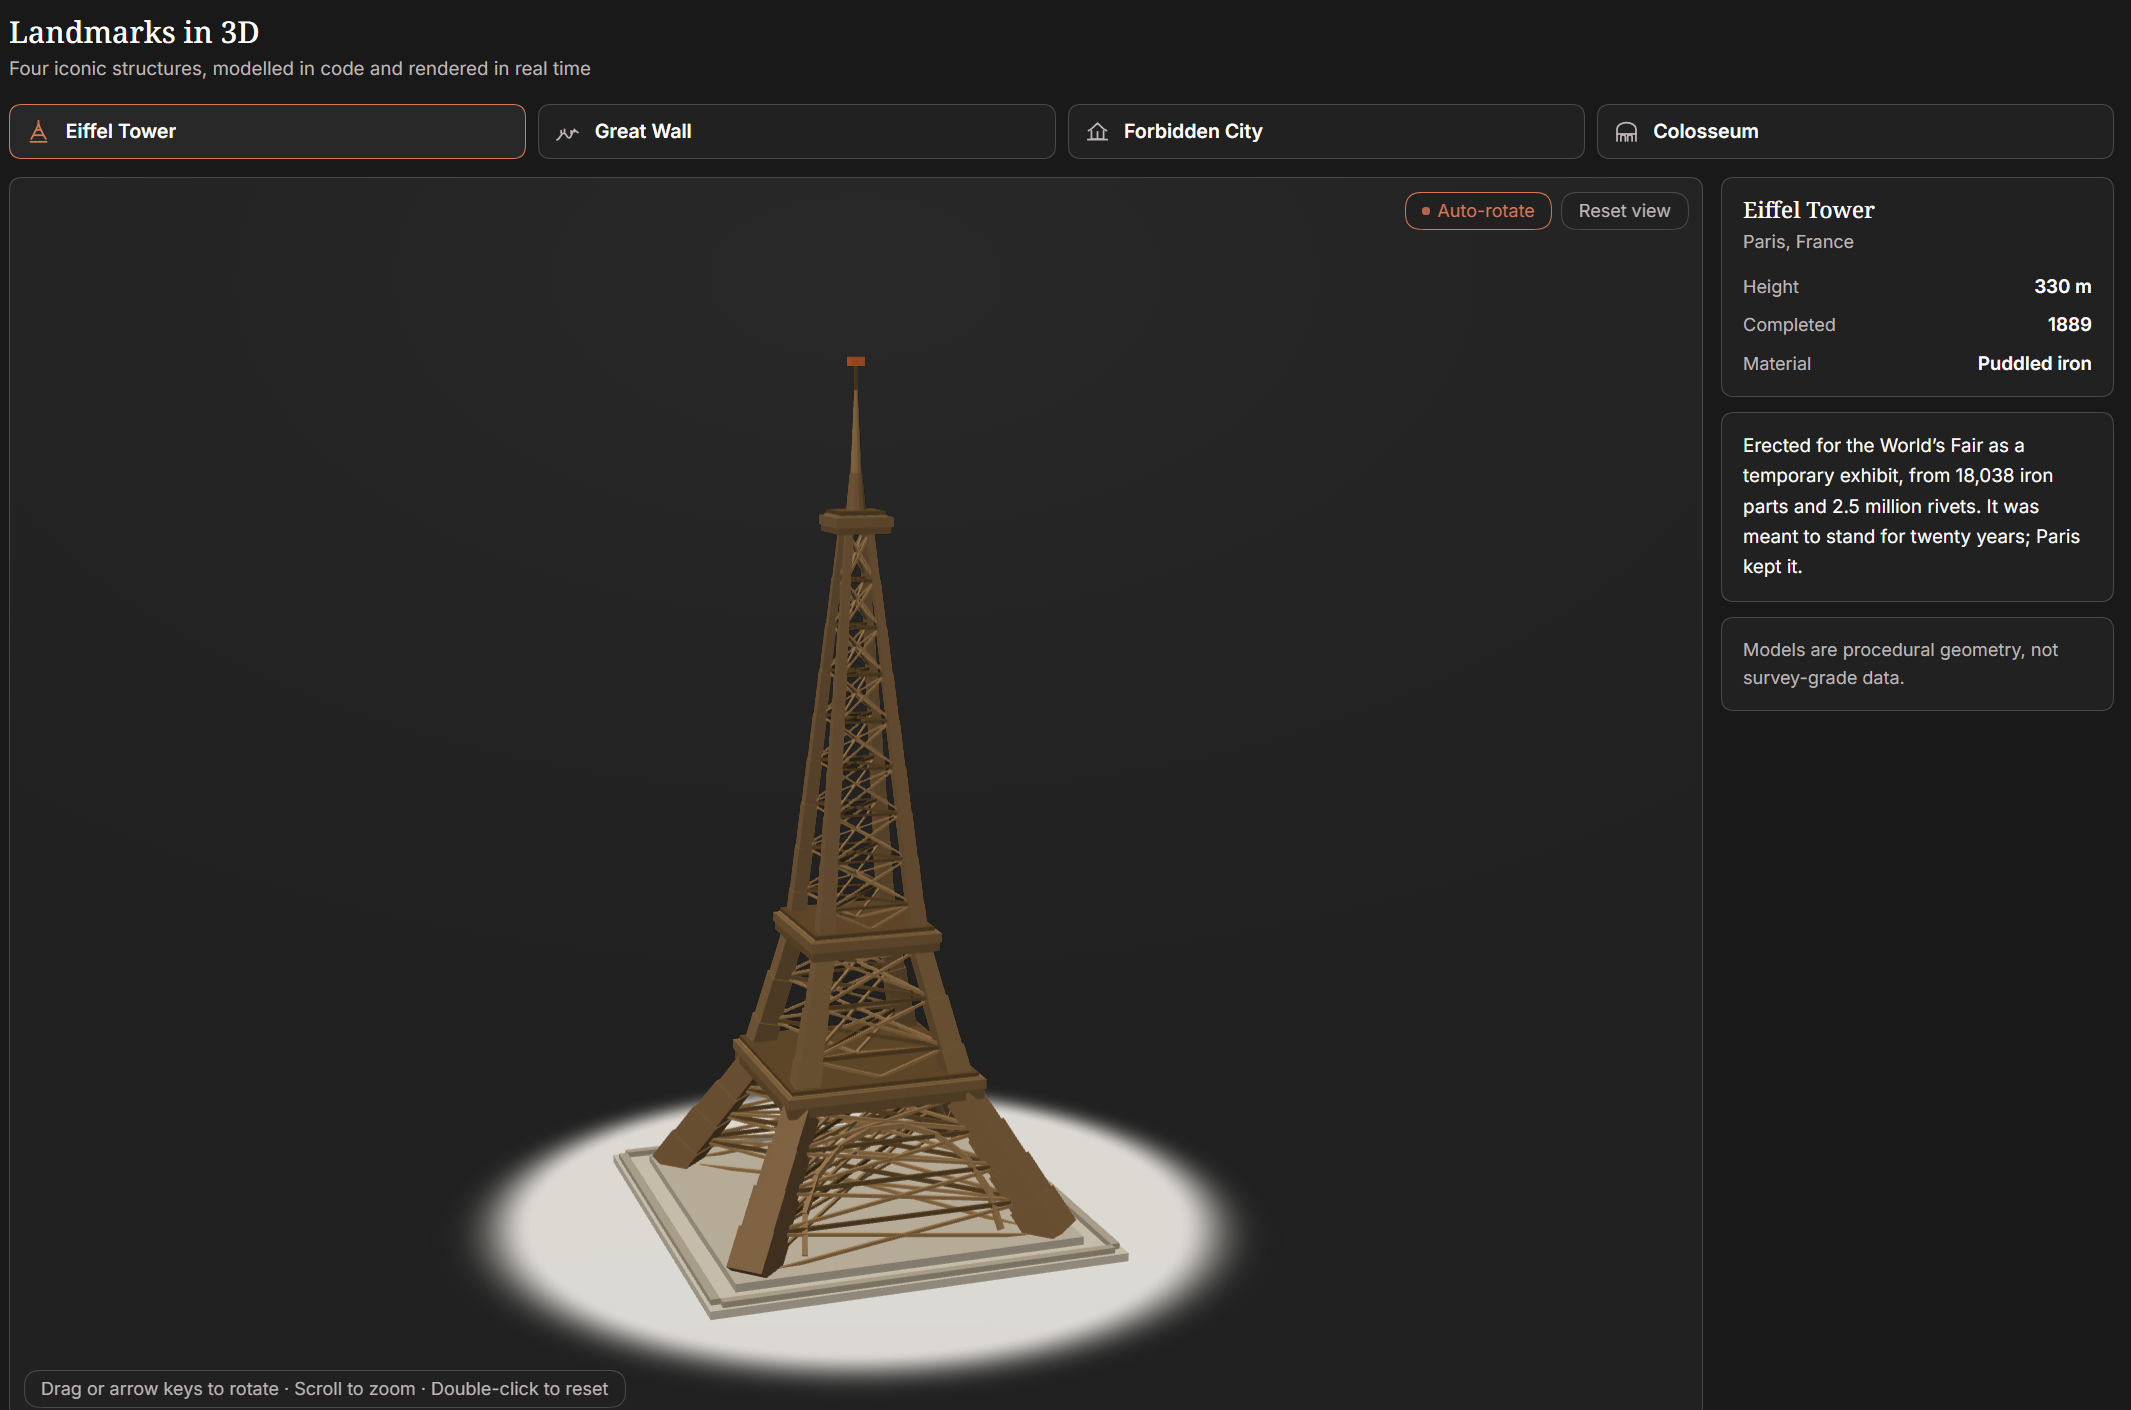 Landmarks in 3D
Four iconic structures, modelled in code and rendered in real time
Eiffel Tower
Great Wall
Forbidden City
Colosseum
Auto-rotate
Reset view
Eiffel Tower
Paris, France
Height 330 m
Completed 1889
Material Puddled iron
Erected for the World’s Fair as a
temporary exhibit, from 18,038 iron
parts and 2.5 million rivets. It was
meant to stand for twenty years; Paris
kept it.
Models are procedural geometry, not
survey-grade data.
Drag or arrow keys to rotate · Scroll to zoom · Double-click to reset